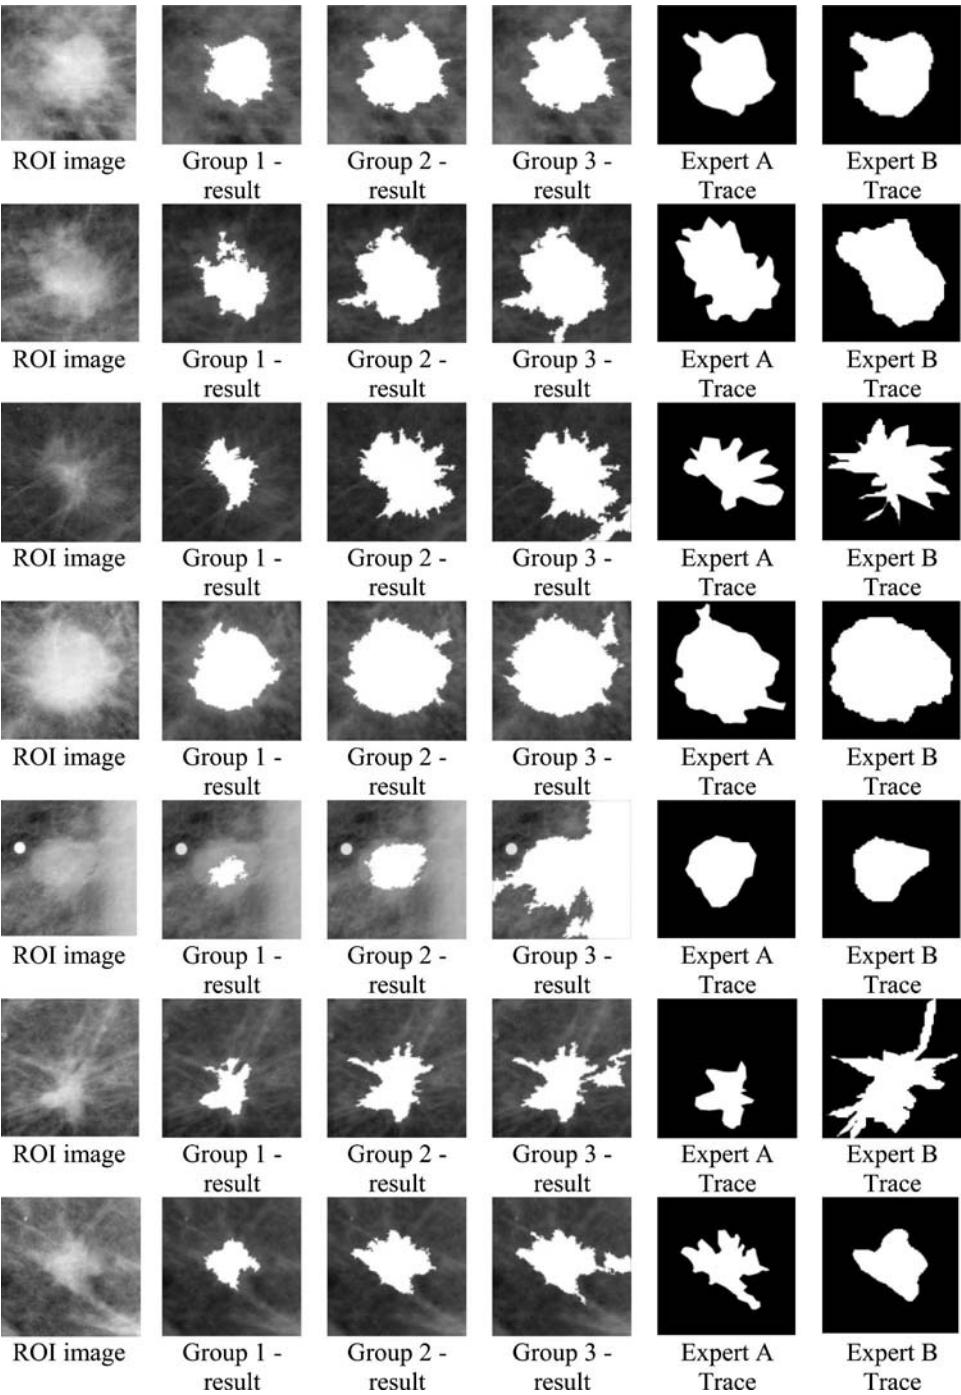 ROI image Group 1 - Group 2 - Group 3 - Expert A Expert B
result result result Trace Trace
ROI image Group 1 - Group 2 - Group 3 - Expert A Expert B
result result result Trace Trace
ROI image Group 1 - Group 2 - Group 3 - Expert A Expert B
result result result Trace Trace
ROI image Group 1 - Group 2 - Group 3 - Expert A Expert B
result result result Trace Trace
ROI image Group 1 - Group 2 - Group 3 - Expert A Expert B
result result result Trace Trace
ROI image Group 1 - Group 2 - Group 3 - Expert A Expert B
result result result Trace Trace
ROI image Group 1 - Group 2 - Group 3 - Expert A Expert B
result result result Trace Trace